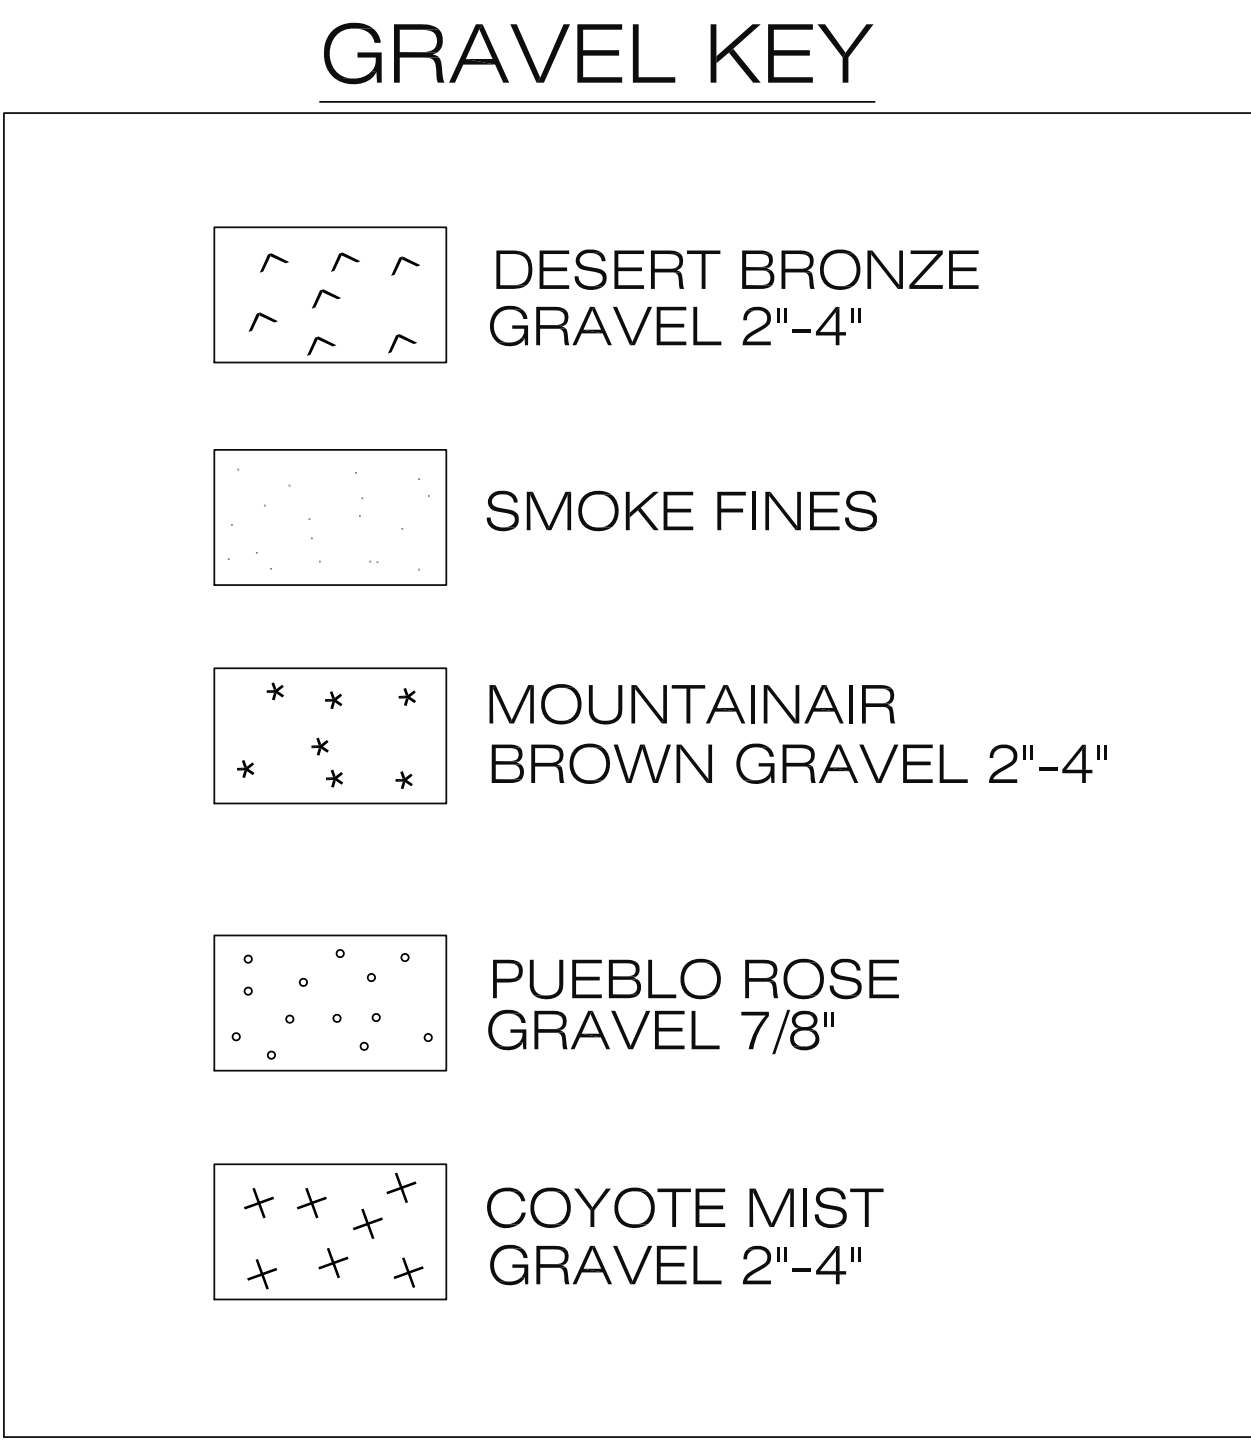 GRAVEL KEY
DESERT BRONZE
GRAVEL 2"-4"
SMOKE FINES
MOUNTAINAIR
BROWN GRAVEL 2"-4"
PUEBLO ROSE
GRAVEL 7/8"
COYOTE MIST
GRAVEL 2"-4"